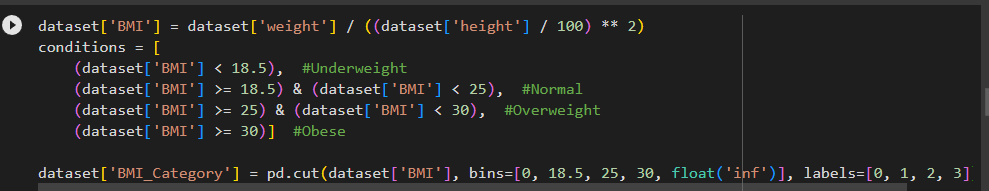 dataset['BMI'] = dataset['weight'] / ((dataset['height'] / 100) ** 2)
conditions = [
    (dataset['BMI'] < 18.5),  #Underweight
    (dataset['BMI'] >= 18.5) & (dataset['BMI'] < 25),  #Normal
    (dataset['BMI'] >= 25) & (dataset['BMI'] < 30),  #Overweight
    (dataset['BMI'] >= 30)]  #Obese

dataset['BMI_Category'] = pd.cut(dataset['BMI'], bins=[0, 18.5, 25, 30, float('inf')], labels=[0, 1, 2, 3]